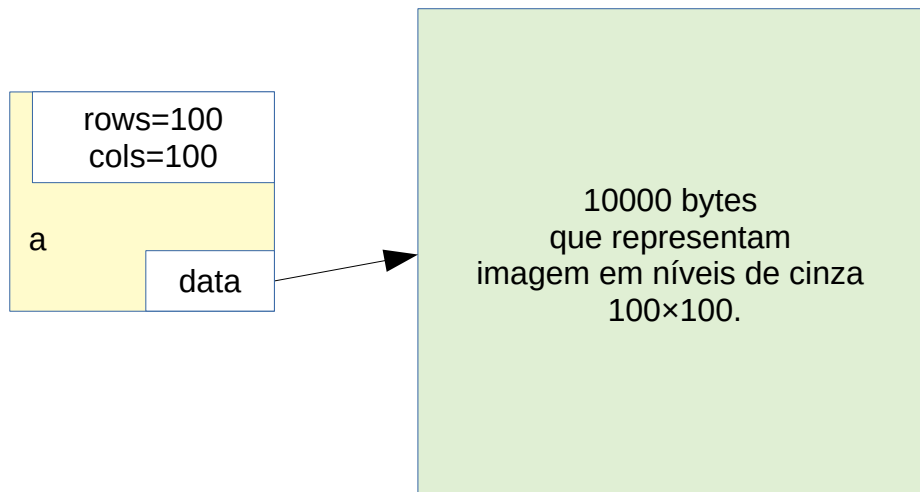 rows=100
cols=100
a
data
10000 bytes
que representam
imagem em níveis de cinza
100×100.